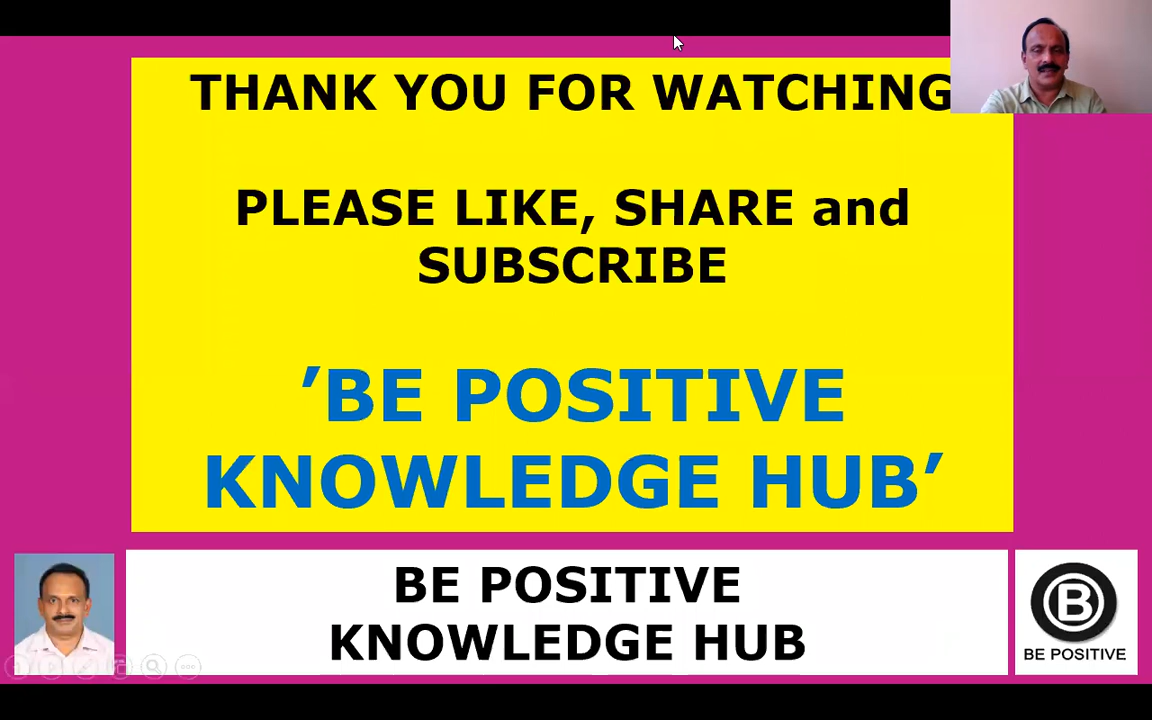 THANK YOU FOR WATCHING
PLEASE LIKE, SHARE and
SUBSCRIBE
’BE POSITIVE
KNOWLEDGE HUB’
BE POSITIVE
KNOWLEDGE HUB
B
BE POSITIVE